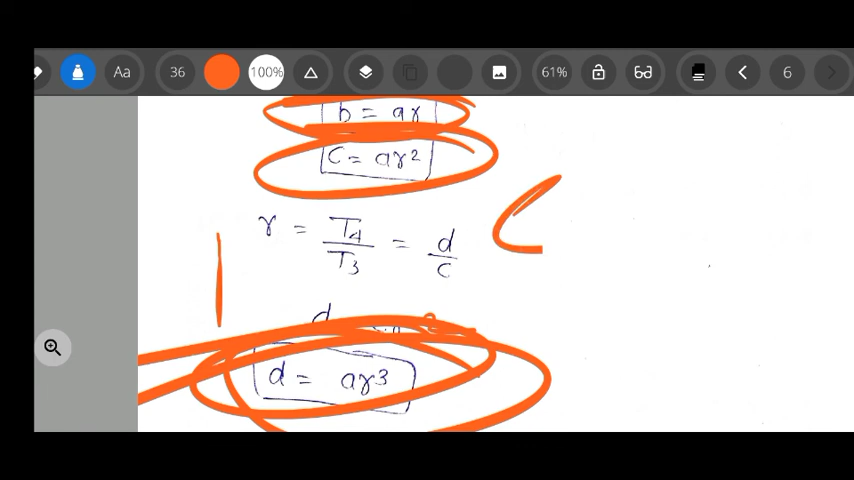 Aa 36 100% 61% 6
b = ar
c = ar²
r = T₄/T₃ = d/c
d
d = ar³